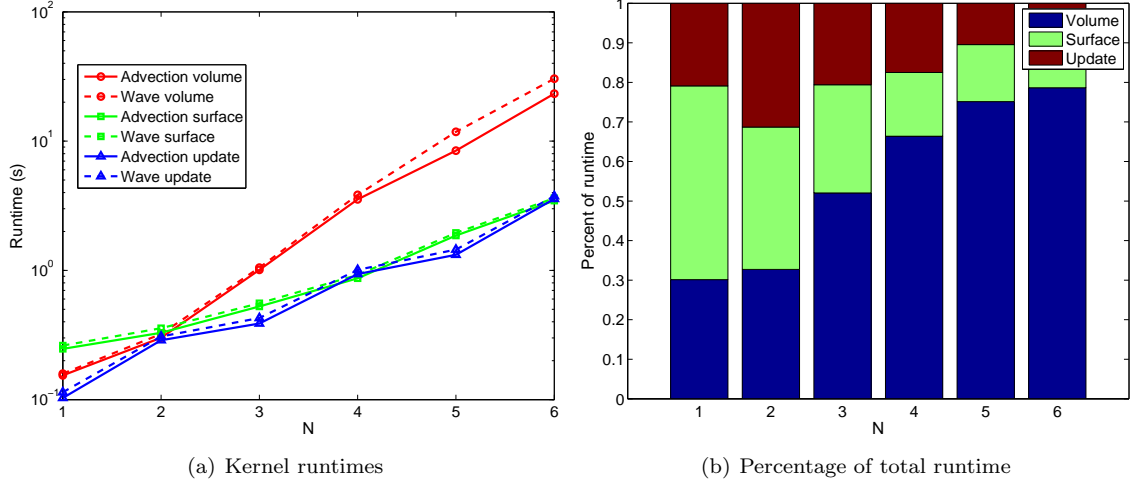 10²
10¹
10⁰
10⁻¹
Runtime (s)
Advection volume
Wave volume
Advection surface
Wave surface
Advection update
Wave update
1 2 3 4 5 6
N
(a) Kernel runtimes
1
0.9
0.8
0.7
0.6
0.5
0.4
0.3
0.2
0.1
0
Percent of runtime
Volume
Surface
Update
1 2 3 4 5 6
N
(b) Percentage of total runtime